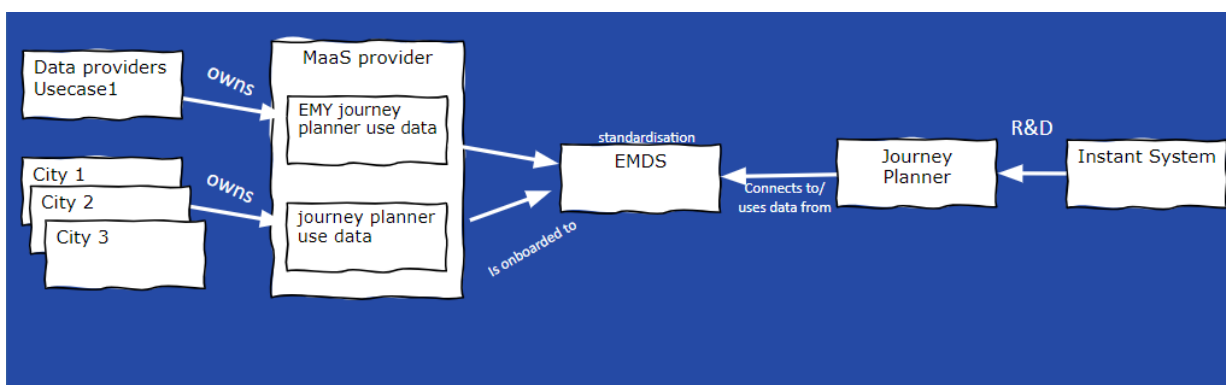 Data providers
Usecase1
owns
MaaS provider
EMY journey
planner use data
City 1
City 2
City 3
owns
journey planner
use data
Is onboarded to
standardisation
EMDS
Connects to/
uses data from
Journey
Planner
R&D
Instant System